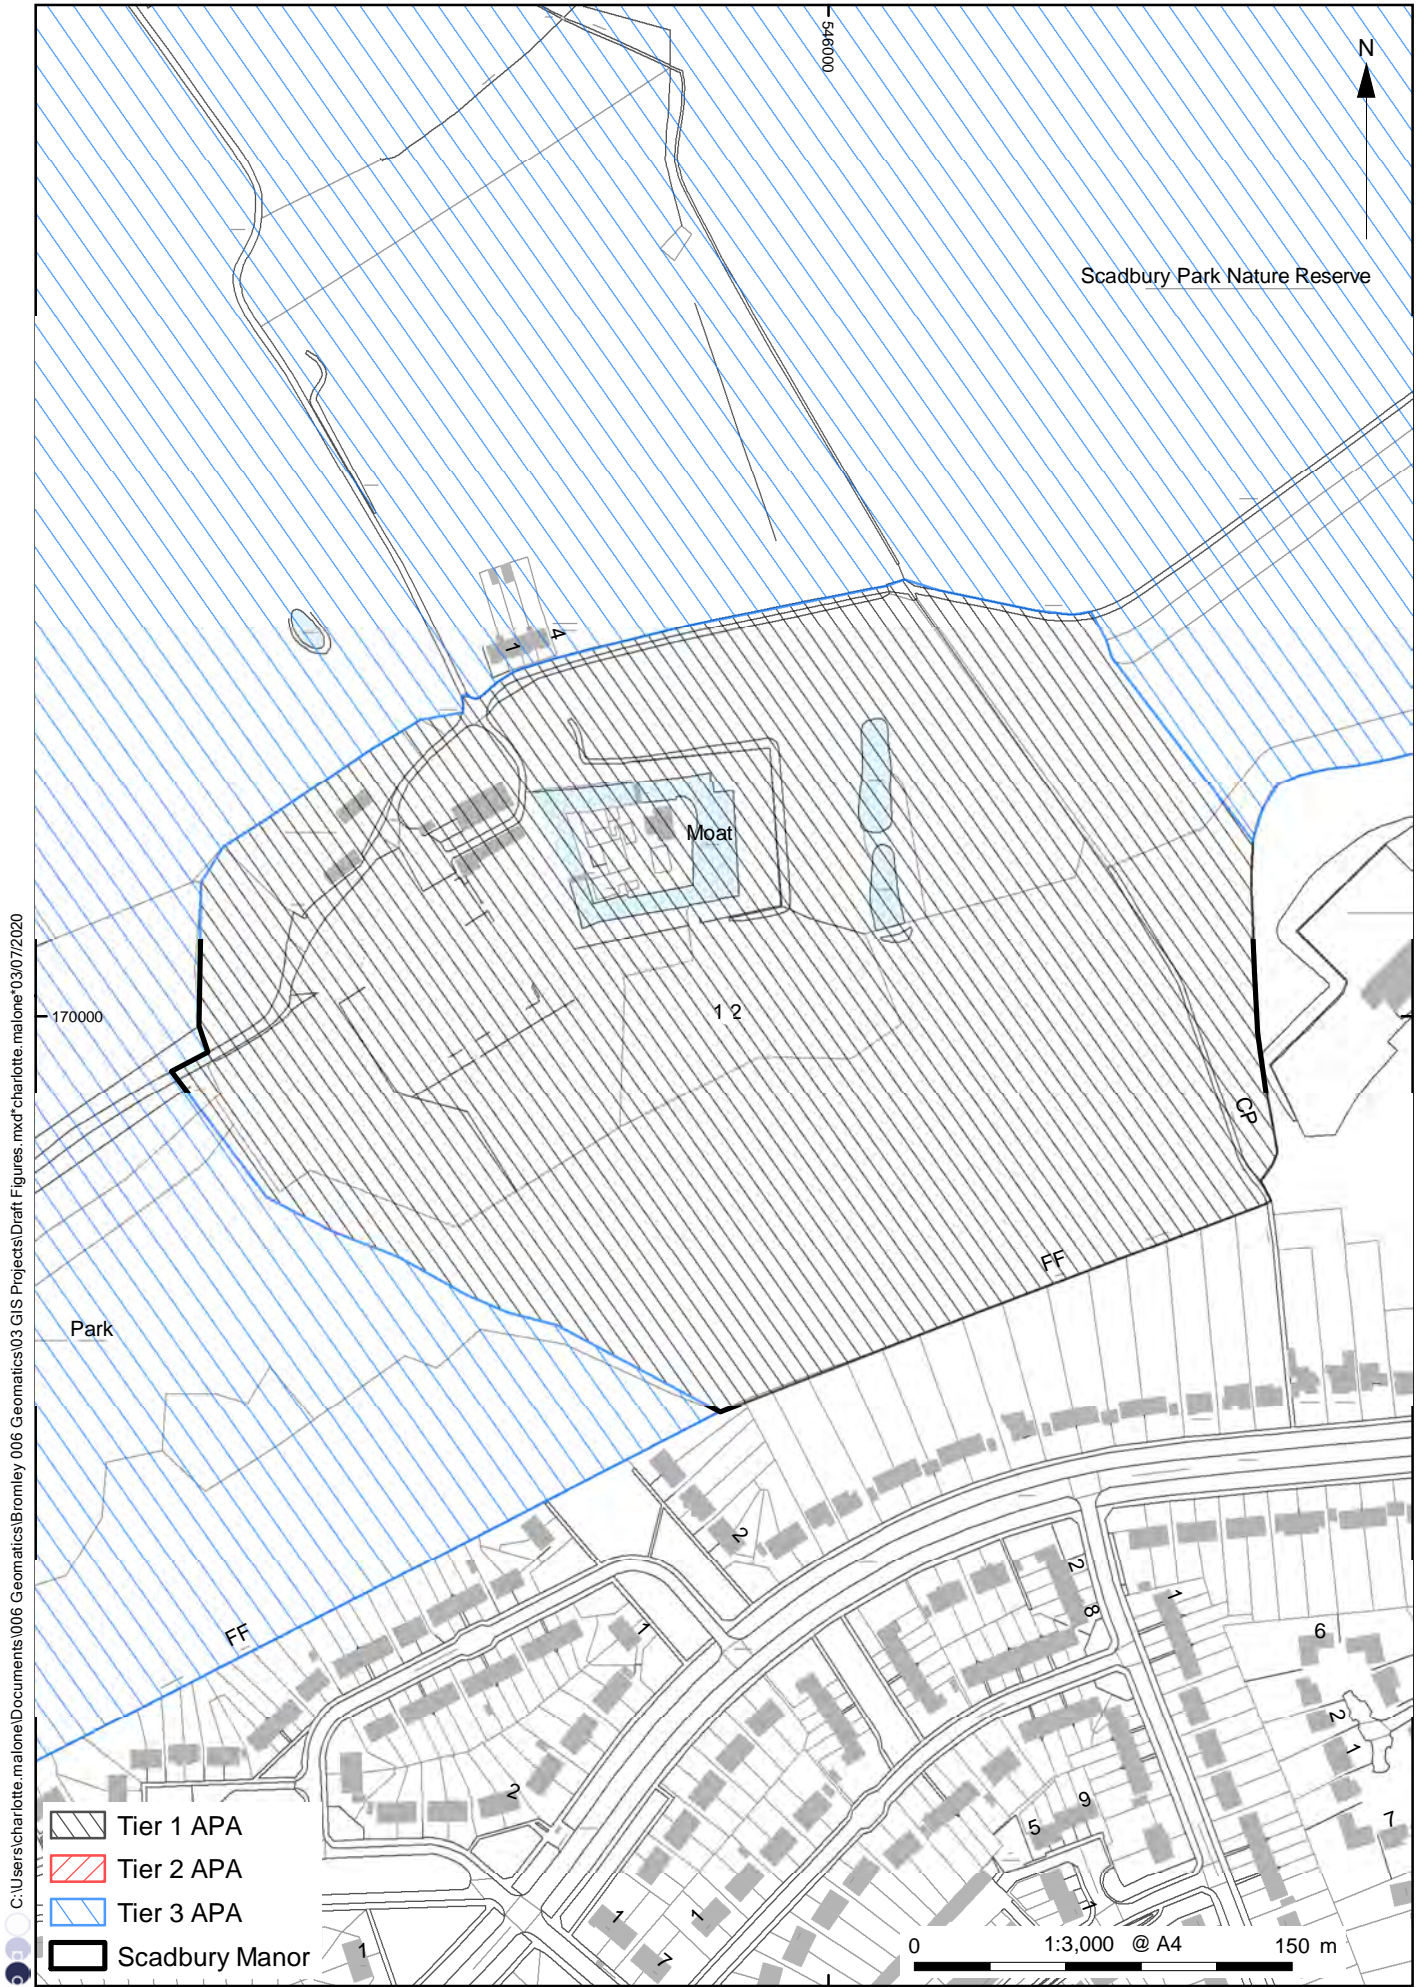 546000
N
Scadbury Park Nature Reserve
1
4
Moat
170000
1 2
CP
FF
Park
2
FF
2
8
1
1
6
2
1
2
9
5
7
1
1
7
1
1
Tier 1 APA
Tier 2 APA
Tier 3 APA
Scadbury Manor
0 1:3,000 @ A4 150 m
C:\Users\charlotte.malone\Documents\006 Geomatics\Bromley 006 Geomatics\03 GIS Projects\Draft Figures.mxd*charlotte.malone*03/07/2020